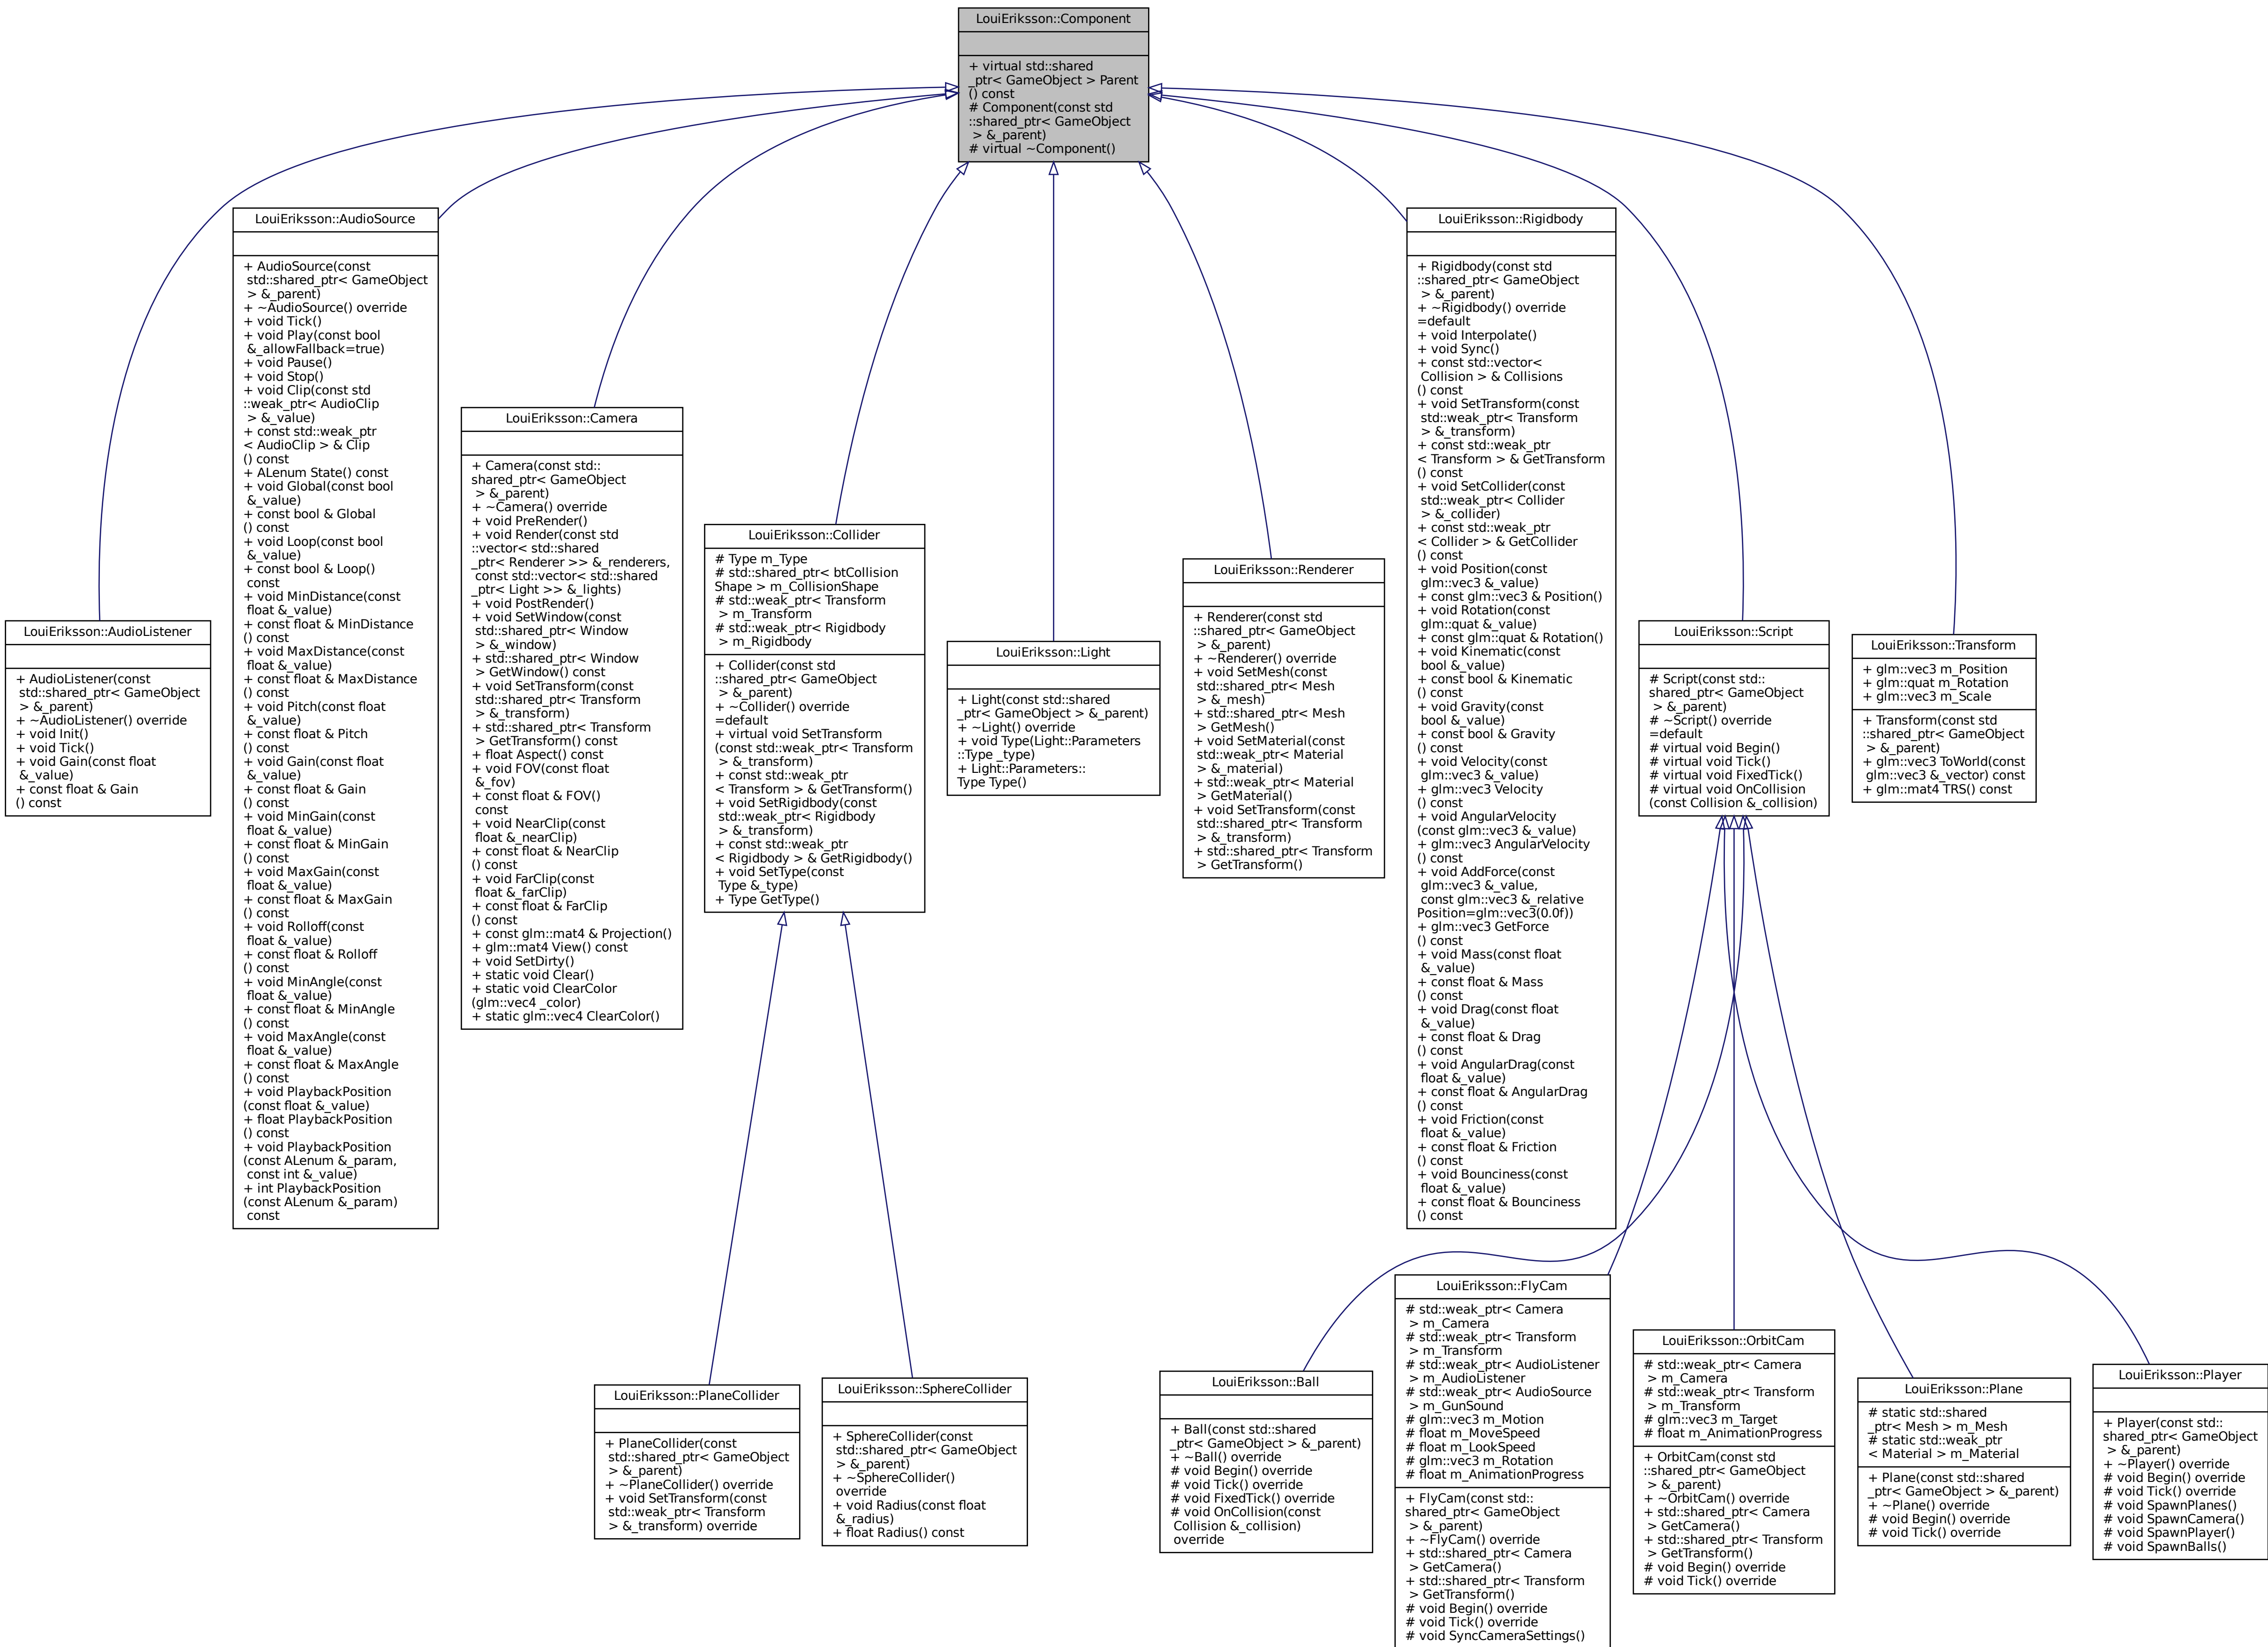 LouiEriksson::Component
+ virtual std::shared
_ptr< GameObject > Parent
() const
# Component(const std
::shared_ptr< GameObject
 > &_parent)
# virtual ~Component()
LouiEriksson::AudioListener
+ AudioListener(const
 std::shared_ptr< GameObject
 > &_parent)
+ ~AudioListener() override
+ void Init()
+ void Tick()
+ void Gain(const float
 &_value)
+ const float & Gain
() const
LouiEriksson::AudioSource
+ AudioSource(const
 std::shared_ptr< GameObject
 > &_parent)
+ ~AudioSource() override
+ void Tick()
+ void Play(const bool
 &_allowFallback=true)
+ void Pause()
+ void Stop()
+ void Clip(const std
::weak_ptr< AudioClip
 > &_value)
+ const std::weak_ptr
< AudioClip > & Clip
() const
+ ALenum State() const
+ void Global(const bool
 &_value)
+ const bool & Global
() const
+ void Loop(const bool
 &_value)
+ const bool & Loop()
 const
+ void MinDistance(const
 float &_value)
+ const float & MinDistance
() const
+ void MaxDistance(const
 float &_value)
+ const float & MaxDistance
() const
+ void Pitch(const float
 &_value)
+ const float & Pitch
() const
+ void Gain(const float
 &_value)
+ const float & Gain
() const
+ void MinGain(const
 float &_value)
+ const float & MinGain
() const
+ void MaxGain(const
 float &_value)
+ const float & MaxGain
() const
+ void Rolloff(const
 float &_value)
+ const float & Rolloff
() const
+ void MinAngle(const
 float &_value)
+ const float & MinAngle
() const
+ void MaxAngle(const
 float &_value)
+ const float & MaxAngle
() const
+ void PlaybackPosition
(const float &_value)
+ float PlaybackPosition
() const
+ void PlaybackPosition
(const ALenum &_param,
 const int &_value)
+ int PlaybackPosition
(const ALenum &_param)
 const
LouiEriksson::Camera
+ Camera(const std::
shared_ptr< GameObject
 > &_parent)
+ ~Camera() override
+ void PreRender()
+ void Render(const std
::vector< std::shared
_ptr< Renderer >> &_renderers,
 const std::vector< std::shared
_ptr< Light >> &_lights)
+ void PostRender()
+ void SetWindow(const
 std::shared_ptr< Window
 > &_window)
+ std::shared_ptr< Window
 > GetWindow() const
+ void SetTransform(const
 std::shared_ptr< Transform
 > &_transform)
+ std::shared_ptr< Transform
 > GetTransform() const
+ float Aspect() const
+ void FOV(const float
 &_fov)
+ const float & FOV()
 const
+ void NearClip(const
 float &_nearClip)
+ const float & NearClip
() const
+ void FarClip(const
 float &_farClip)
+ const float & FarClip
() const
+ const glm::mat4 & Projection()
+ glm::mat4 View() const
+ void SetDirty()
+ static void Clear()
+ static void ClearColor
(glm::vec4 _color)
+ static glm::vec4 ClearColor()
LouiEriksson::Collider
# Type m_Type
# std::shared_ptr< btCollision
Shape > m_CollisionShape
# std::weak_ptr< Transform
 > m_Transform
# std::weak_ptr< Rigidbody
 > m_Rigidbody
+ Collider(const std
::shared_ptr< GameObject
 > &_parent)
+ ~Collider() override
=default
+ virtual void SetTransform
(const std::weak_ptr< Transform
 > &_transform)
+ const std::weak_ptr
< Transform > & GetTransform()
+ void SetRigidbody(const
 std::weak_ptr< Rigidbody
 > &_transform)
+ const std::weak_ptr
< Rigidbody > & GetRigidbody()
+ void SetType(const
 Type &_type)
+ Type GetType()
LouiEriksson::Light
+ Light(const std::shared
_ptr< GameObject > &_parent)
+ ~Light() override
+ void Type(Light::Parameters
::Type _type)
+ Light::Parameters::
Type Type()
LouiEriksson::Renderer
+ Renderer(const std
::shared_ptr< GameObject
 > &_parent)
+ ~Renderer() override
+ void SetMesh(const
 std::shared_ptr< Mesh
 > &_mesh)
+ std::shared_ptr< Mesh
 > GetMesh()
+ void SetMaterial(const
 std::weak_ptr< Material
 > &_material)
+ std::weak_ptr< Material
 > GetMaterial()
+ void SetTransform(const
 std::shared_ptr< Transform
 > &_transform)
+ std::shared_ptr< Transform
 > GetTransform()
LouiEriksson::Rigidbody
+ Rigidbody(const std
::shared_ptr< GameObject
 > &_parent)
+ ~Rigidbody() override
=default
+ void Interpolate()
+ void Sync()
+ const std::vector<
 Collision > & Collisions
() const
+ void SetTransform(const
 std::weak_ptr< Transform
 > &_transform)
+ const std::weak_ptr
< Transform > & GetTransform
() const
+ void SetCollider(const
 std::weak_ptr< Collider
 > &_collider)
+ const std::weak_ptr
< Collider > & GetCollider
() const
+ void Position(const
 glm::vec3 &_value)
+ const glm::vec3 & Position()
+ void Rotation(const
 glm::quat &_value)
+ const glm::quat & Rotation()
+ void Kinematic(const
 bool &_value)
+ const bool & Kinematic
() const
+ void Gravity(const
 bool &_value)
+ const bool & Gravity
() const
+ void Velocity(const
 glm::vec3 &_value)
+ glm::vec3 Velocity
() const
+ void AngularVelocity
(const glm::vec3 &_value)
+ glm::vec3 AngularVelocity
() const
+ void AddForce(const
 glm::vec3 &_value,
 const glm::vec3 &_relative
Position=glm::vec3(0.0f))
+ glm::vec3 GetForce
() const
+ void Mass(const float
 &_value)
+ const float & Mass
() const
+ void Drag(const float
 &_value)
+ const float & Drag
() const
+ void AngularDrag(const
 float &_value)
+ const float & AngularDrag
() const
+ void Friction(const
 float &_value)
+ const float & Friction
() const
+ void Bounciness(const
 float &_value)
+ const float & Bounciness
() const
LouiEriksson::Script
# Script(const std::
shared_ptr< GameObject
 > &_parent)
# ~Script() override
=default
# virtual void Begin()
# virtual void Tick()
# virtual void FixedTick()
# virtual void OnCollision
(const Collision &_collision)
LouiEriksson::Transform
+ glm::vec3 m_Position
+ glm::quat m_Rotation
+ glm::vec3 m_Scale
+ Transform(const std
::shared_ptr< GameObject
 > &_parent)
+ glm::vec3 ToWorld(const
 glm::vec3 &_vector) const
+ glm::mat4 TRS() const
LouiEriksson::PlaneCollider
+ PlaneCollider(const
 std::shared_ptr< GameObject
 > &_parent)
+ ~PlaneCollider() override
+ void SetTransform(const
 std::weak_ptr< Transform
 > &_transform) override
LouiEriksson::SphereCollider
+ SphereCollider(const
 std::shared_ptr< GameObject
 > &_parent)
+ ~SphereCollider()
 override
+ void Radius(const float
 &_radius)
+ float Radius() const
LouiEriksson::Ball
+ Ball(const std::shared
_ptr< GameObject > &_parent)
+ ~Ball() override
# void Begin() override
# void Tick() override
# void FixedTick() override
# void OnCollision(const
 Collision &_collision)
 override
LouiEriksson::FlyCam
# std::weak_ptr< Camera
 > m_Camera
# std::weak_ptr< Transform
 > m_Transform
# std::weak_ptr< AudioListener
 > m_AudioListener
# std::weak_ptr< AudioSource
 > m_GunSound
# glm::vec3 m_Motion
# float m_MoveSpeed
# float m_LookSpeed
# glm::vec3 m_Rotation
# float m_AnimationProgress
+ FlyCam(const std::
shared_ptr< GameObject
 > &_parent)
+ ~FlyCam() override
+ std::shared_ptr< Camera
 > GetCamera()
+ std::shared_ptr< Transform
 > GetTransform()
# void Begin() override
# void Tick() override
# void SyncCameraSettings()
LouiEriksson::OrbitCam
# std::weak_ptr< Camera
 > m_Camera
# std::weak_ptr< Transform
 > m_Transform
# glm::vec3 m_Target
# float m_AnimationProgress
+ OrbitCam(const std
::shared_ptr< GameObject
 > &_parent)
+ ~OrbitCam() override
+ std::shared_ptr< Camera
 > GetCamera()
+ std::shared_ptr< Transform
 > GetTransform()
# void Begin() override
# void Tick() override
LouiEriksson::Plane
# static std::shared
_ptr< Mesh > m_Mesh
# static std::weak_ptr
< Material > m_Material
+ Plane(const std::shared
_ptr< GameObject > &_parent)
+ ~Plane() override
# void Begin() override
# void Tick() override
LouiEriksson::Player
+ Player(const std::
shared_ptr< GameObject
 > &_parent)
+ ~Player() override
# void Begin() override
# void Tick() override
# void SpawnPlanes()
# void SpawnCamera()
# void SpawnPlayer()
# void SpawnBalls()